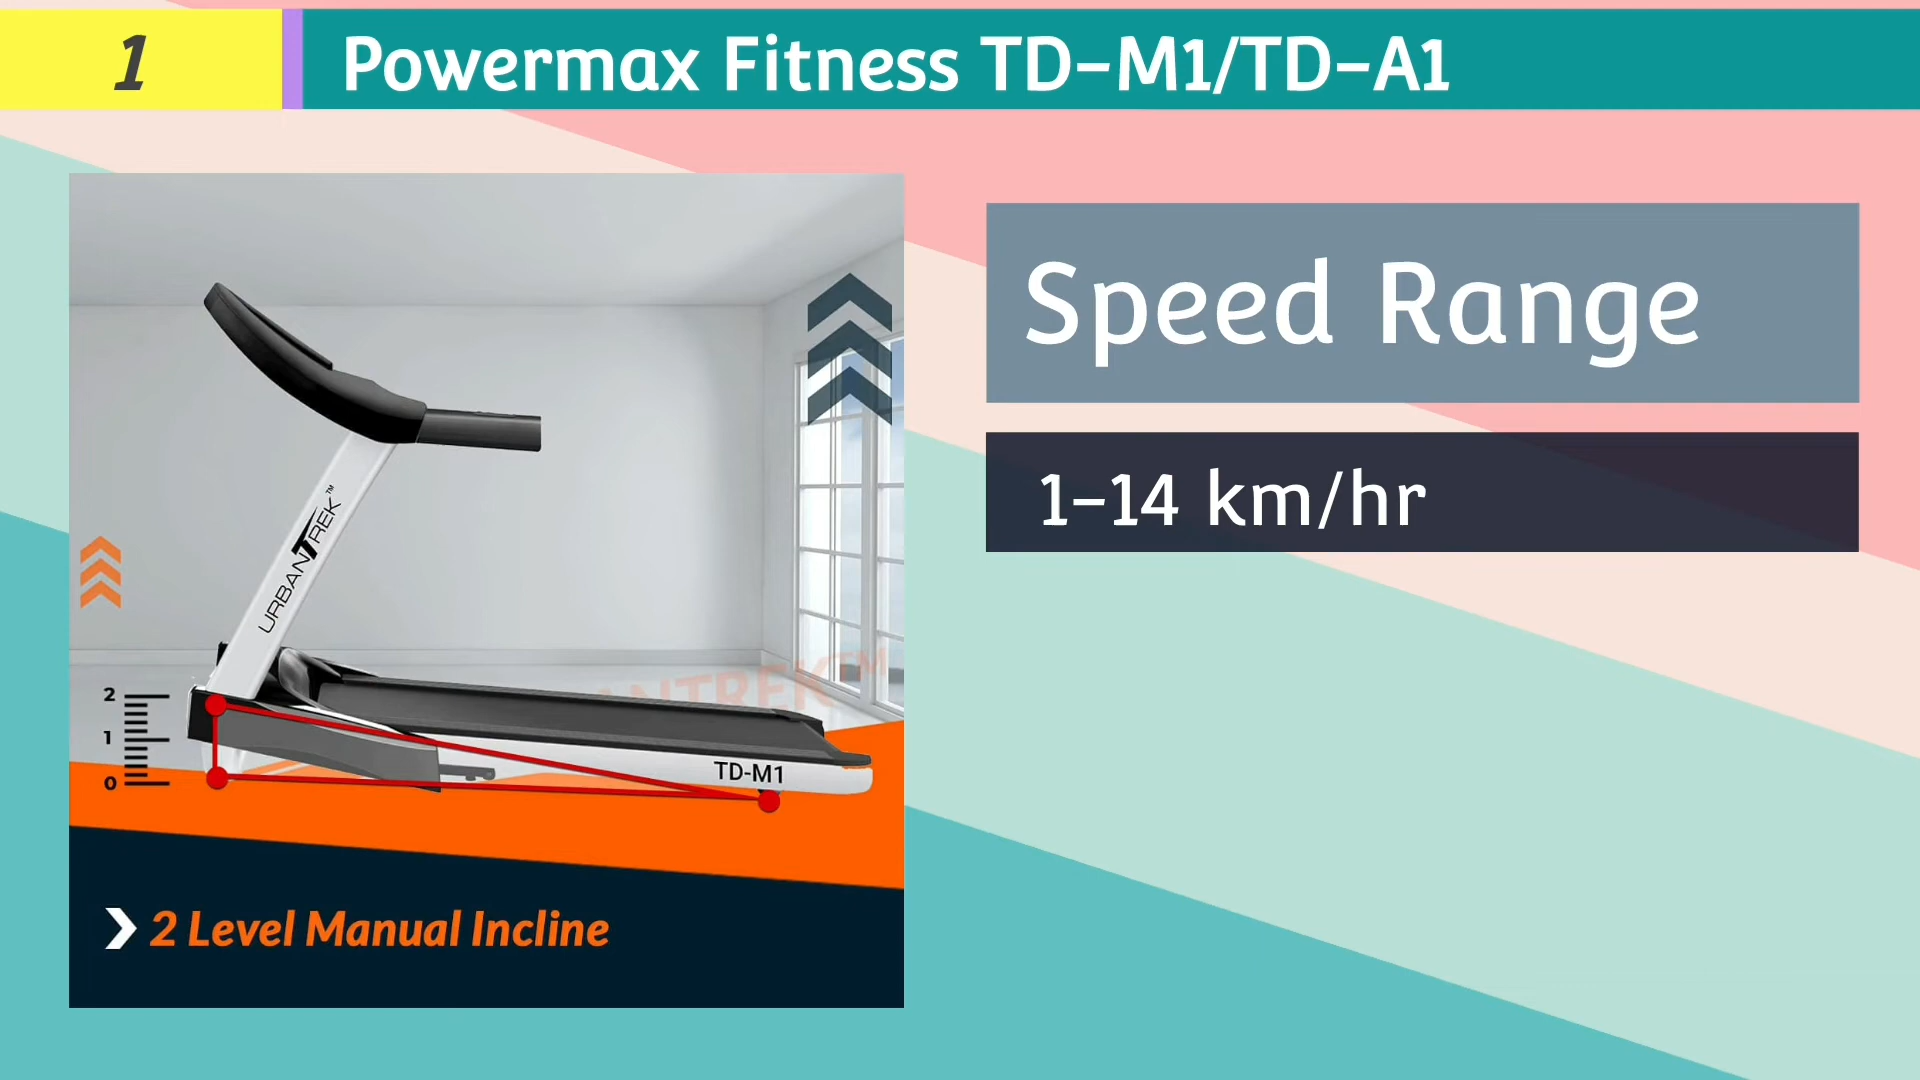 1
Powermax Fitness TD-M1/TD-A1
Speed Range
1-14 km/hr
URBANTREK™
2
1
0
TD-M1
2 Level Manual Incline